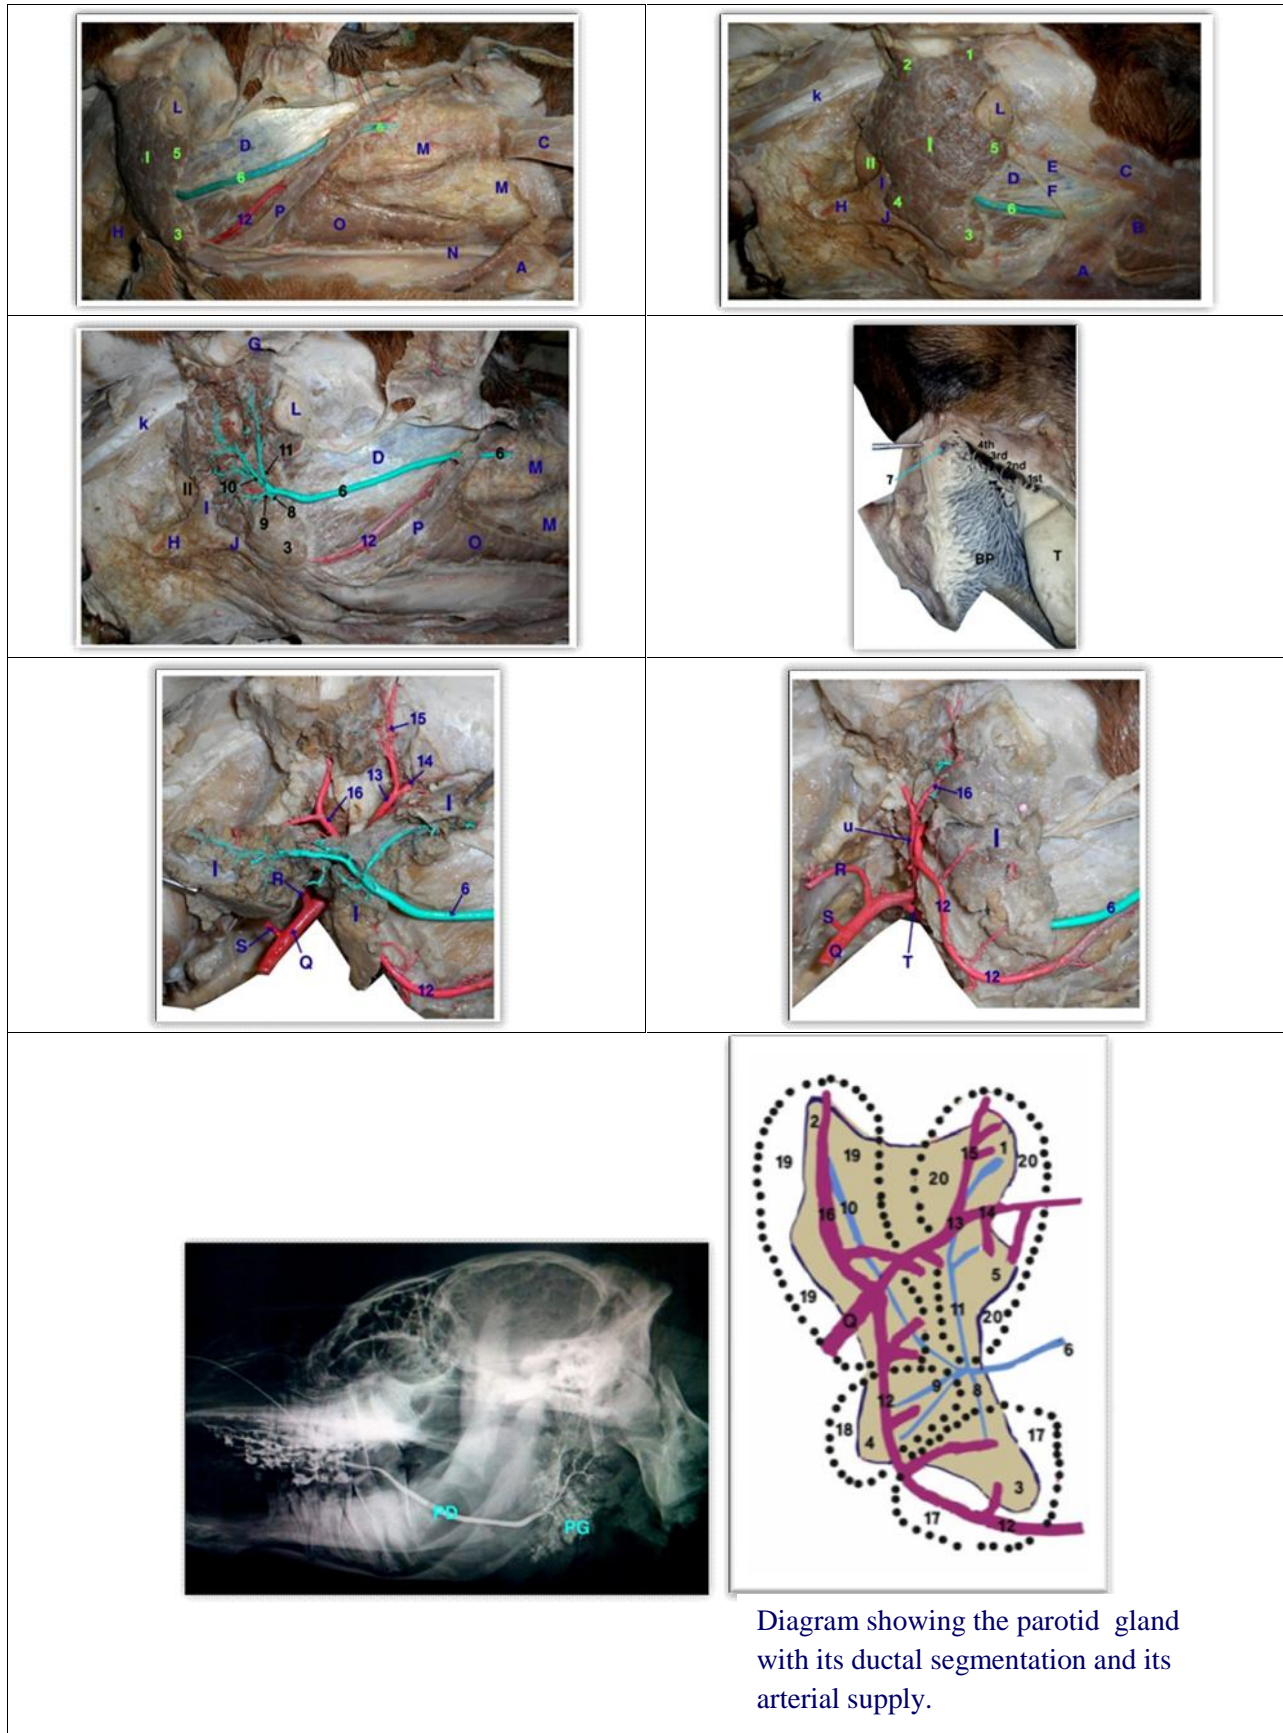 L
I
5
D
6
M
C
M
12
P
O
H
3
N
A
1
2
k
L
I
5
II
D
E
C
I
F
4
6
H
J
3
B
A
G
k
L
11
D
6
M
II
10
6
I
9
8
P
M
H
J
3
12
O
4th
3rd
2nd
1st
7
BP
T
15
14
13
16
I
I
R
6
I
S
Q
12
16
u
I
R
12
6
S
Q
T
12
PD
PG
2
19
19
15
1
20
20
16
10
14
13
5
19
11
20
Q
6
9
8
12
18
4
17
3
17
12
Diagram showing the parotid gland
with its ductal segmentation and its
arterial supply.